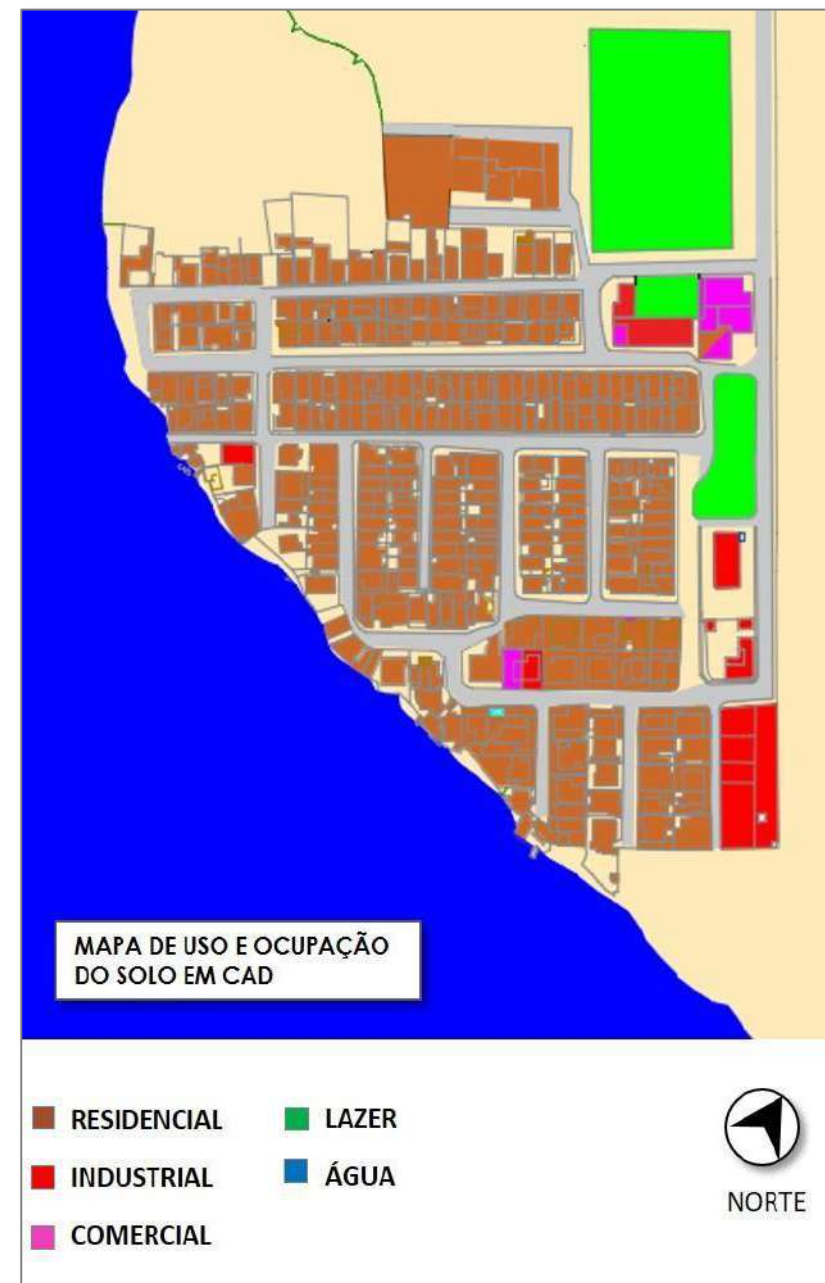 MAPA DE USO E OCUPAÇÃO
DO SOLO EM CAD
RESIDENCIAL
INDUSTRIAL
COMERCIAL
LAZER
ÁGUA
NORTE